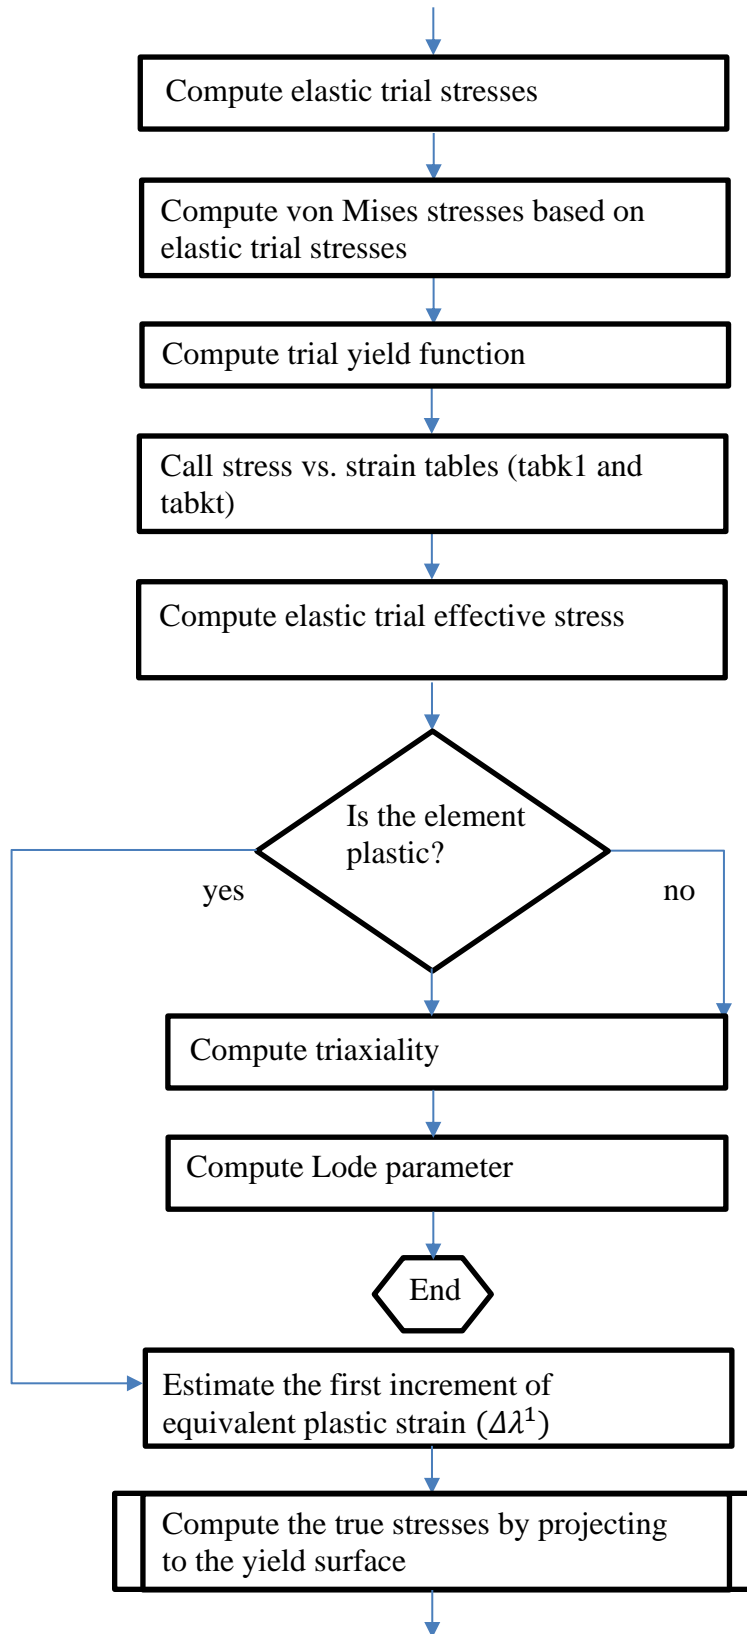 Compute elastic trial stresses
Compute von Mises stresses based on
elastic trial stresses
Compute trial yield function
Call stress vs. strain tables (tabk1 and
tabkt)
Compute elastic trial effective stress
Is the element
plastic?
yes
no
Compute triaxiality
Compute Lode parameter
End
Estimate the first increment of
equivalent plastic strain (𝛥𝜆¹)
Compute the true stresses by projecting
to the yield surface